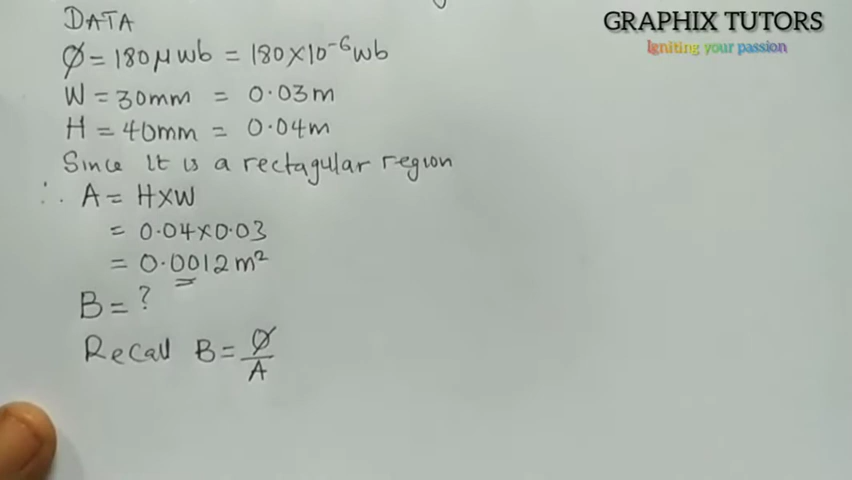 GRAPHIX TUTORS
Igniting your passion
DATA
Φ = 180μwb = 180×10⁻⁶wb
W = 30mm = 0.03m
H = 40mm = 0.04m
Since it is a rectagular region
∴ A = H×W
= 0.04×0.03
= 0.0012m²
B = ?
Recall B = Φ/A